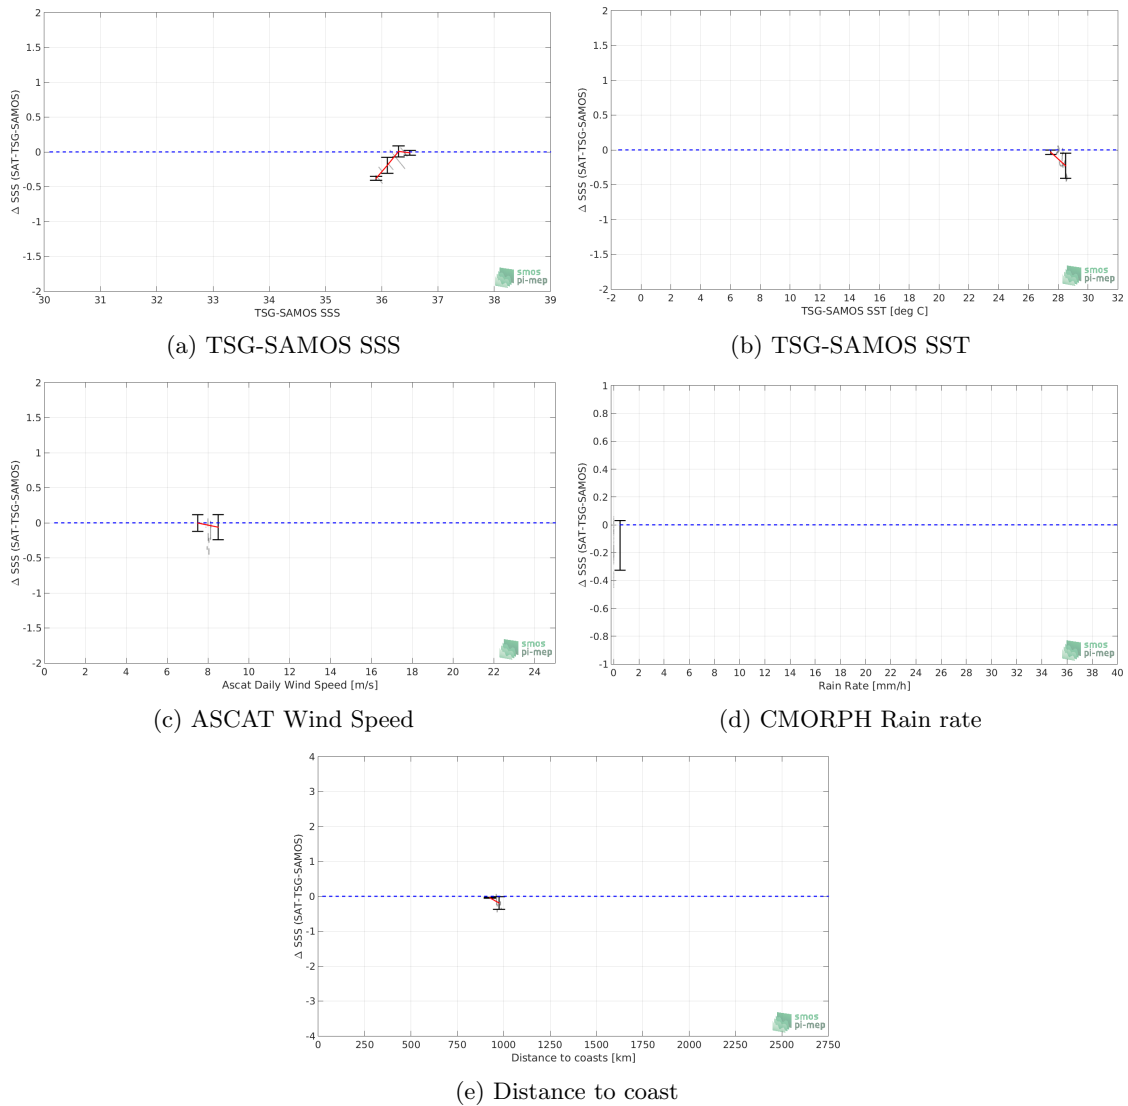 2
1.5
1
0.5
0
-0.5
-1
-1.5
-2
Δ SSS (SAT-TSG-SAMOS)
30 31 32 33 34 35 36 37 38 39
TSG-SAMOS SSS
smos
pi-mep
(a) TSG-SAMOS SSS
2
1.5
1
0.5
0
-0.5
-1
-1.5
-2
Δ SSS (SAT-TSG-SAMOS)
-2 0 2 4 6 8 10 12 14 16 18 20 22 24 26 28 30 32
TSG-SAMOS SST [deg C]
smos
pi-mep
(b) TSG-SAMOS SST
2
1.5
1
0.5
0
-0.5
-1
-1.5
-2
Δ SSS (SAT-TSG-SAMOS)
0 2 4 6 8 10 12 14 16 18 20 22 24
Ascat Daily Wind Speed [m/s]
smos
pi-mep
(c) ASCAT Wind Speed
1
0.8
0.6
0.4
0.2
0
-0.2
-0.4
-0.6
-0.8
-1
Δ SSS (SAT-TSG-SAMOS)
0 2 4 6 8 10 12 14 16 18 20 22 24 26 28 30 32 34 36 38 40
Rain Rate [mm/h]
smos
pi-mep
(d) CMORPH Rain rate
4
3
2
1
0
-1
-2
-3
-4
Δ SSS (SAT-TSG-SAMOS)
0 250 500 750 1000 1250 1500 1750 2000 2250 2500 2750
Distance to coasts [km]
smos
pi-mep
(e) Distance to coast